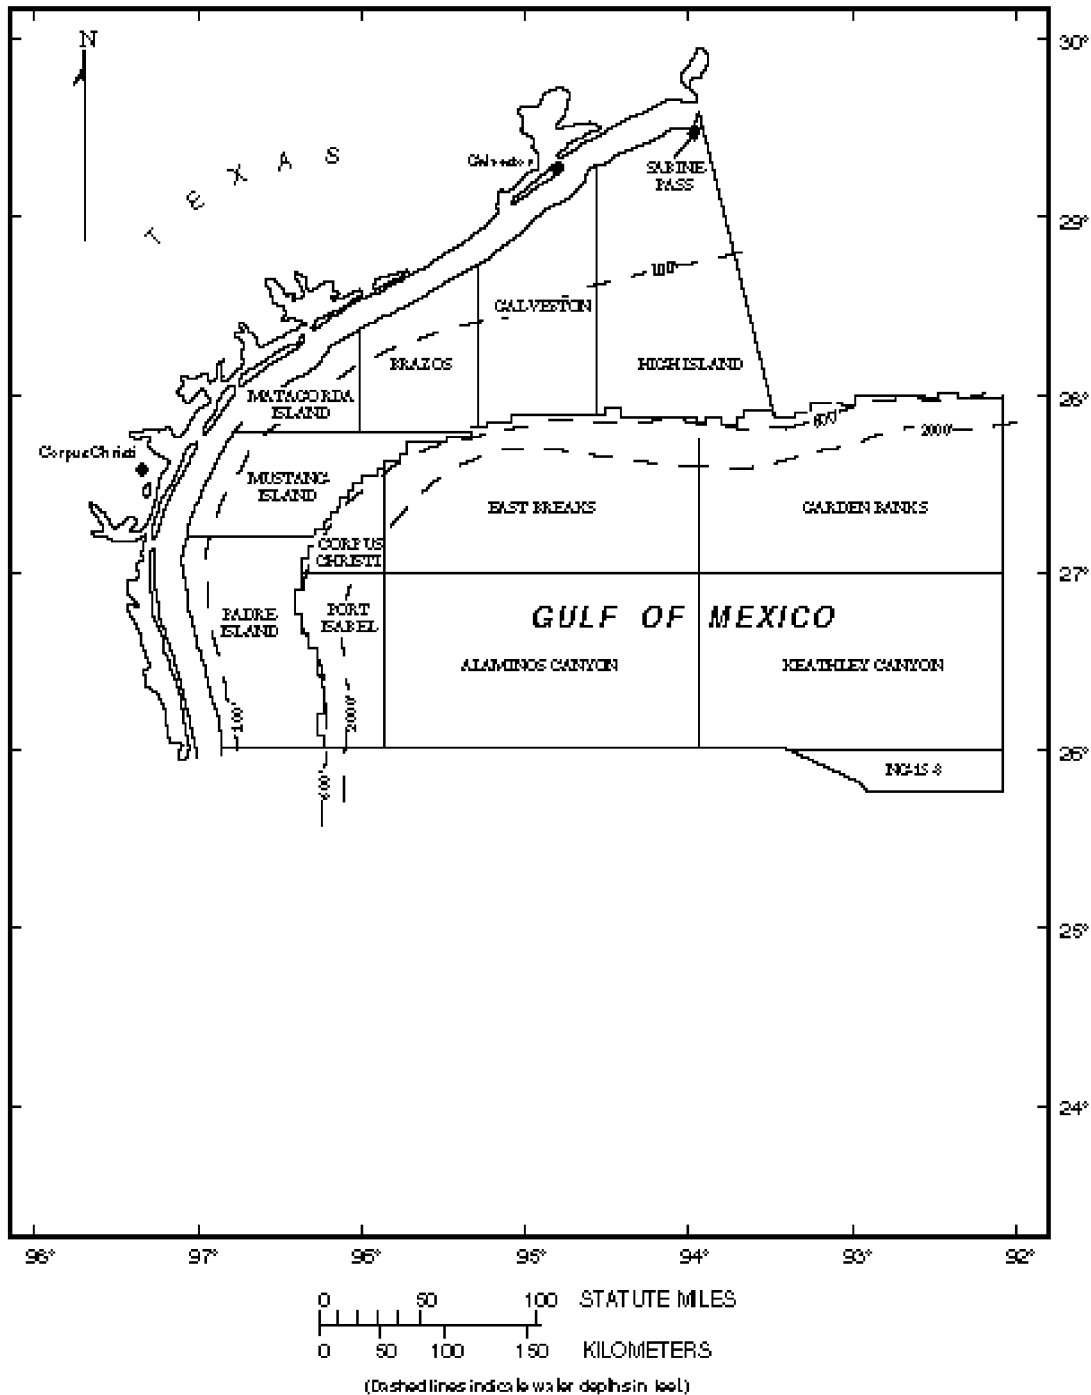 N
30°
TEXAS
Galveston
SABINE
PASS
29°
100'
GALVESTON
BRAZOS
HIGH ISLAND
MATAGORDA
ISLAND
28°
600'
2000'
Corpus Christi
MUSTANG
ISLAND
EAST BREAKS
GARDEN BANKS
CORPUS
CHRISTI
27°
PADRE
ISLAND
PORT
ISABEL
GULF OF MEXICO
ALAMINOS CANYON
KEATHLEY CANYON
100'
2000'
600'
26°
NG-15-8
25°
24°
98° 97° 96° 95° 94° 93° 92°
0 50 100 STATUTE MILES
0 50 100 150 KILOMETERS
(Dashed lines indicate water depths in feet.)